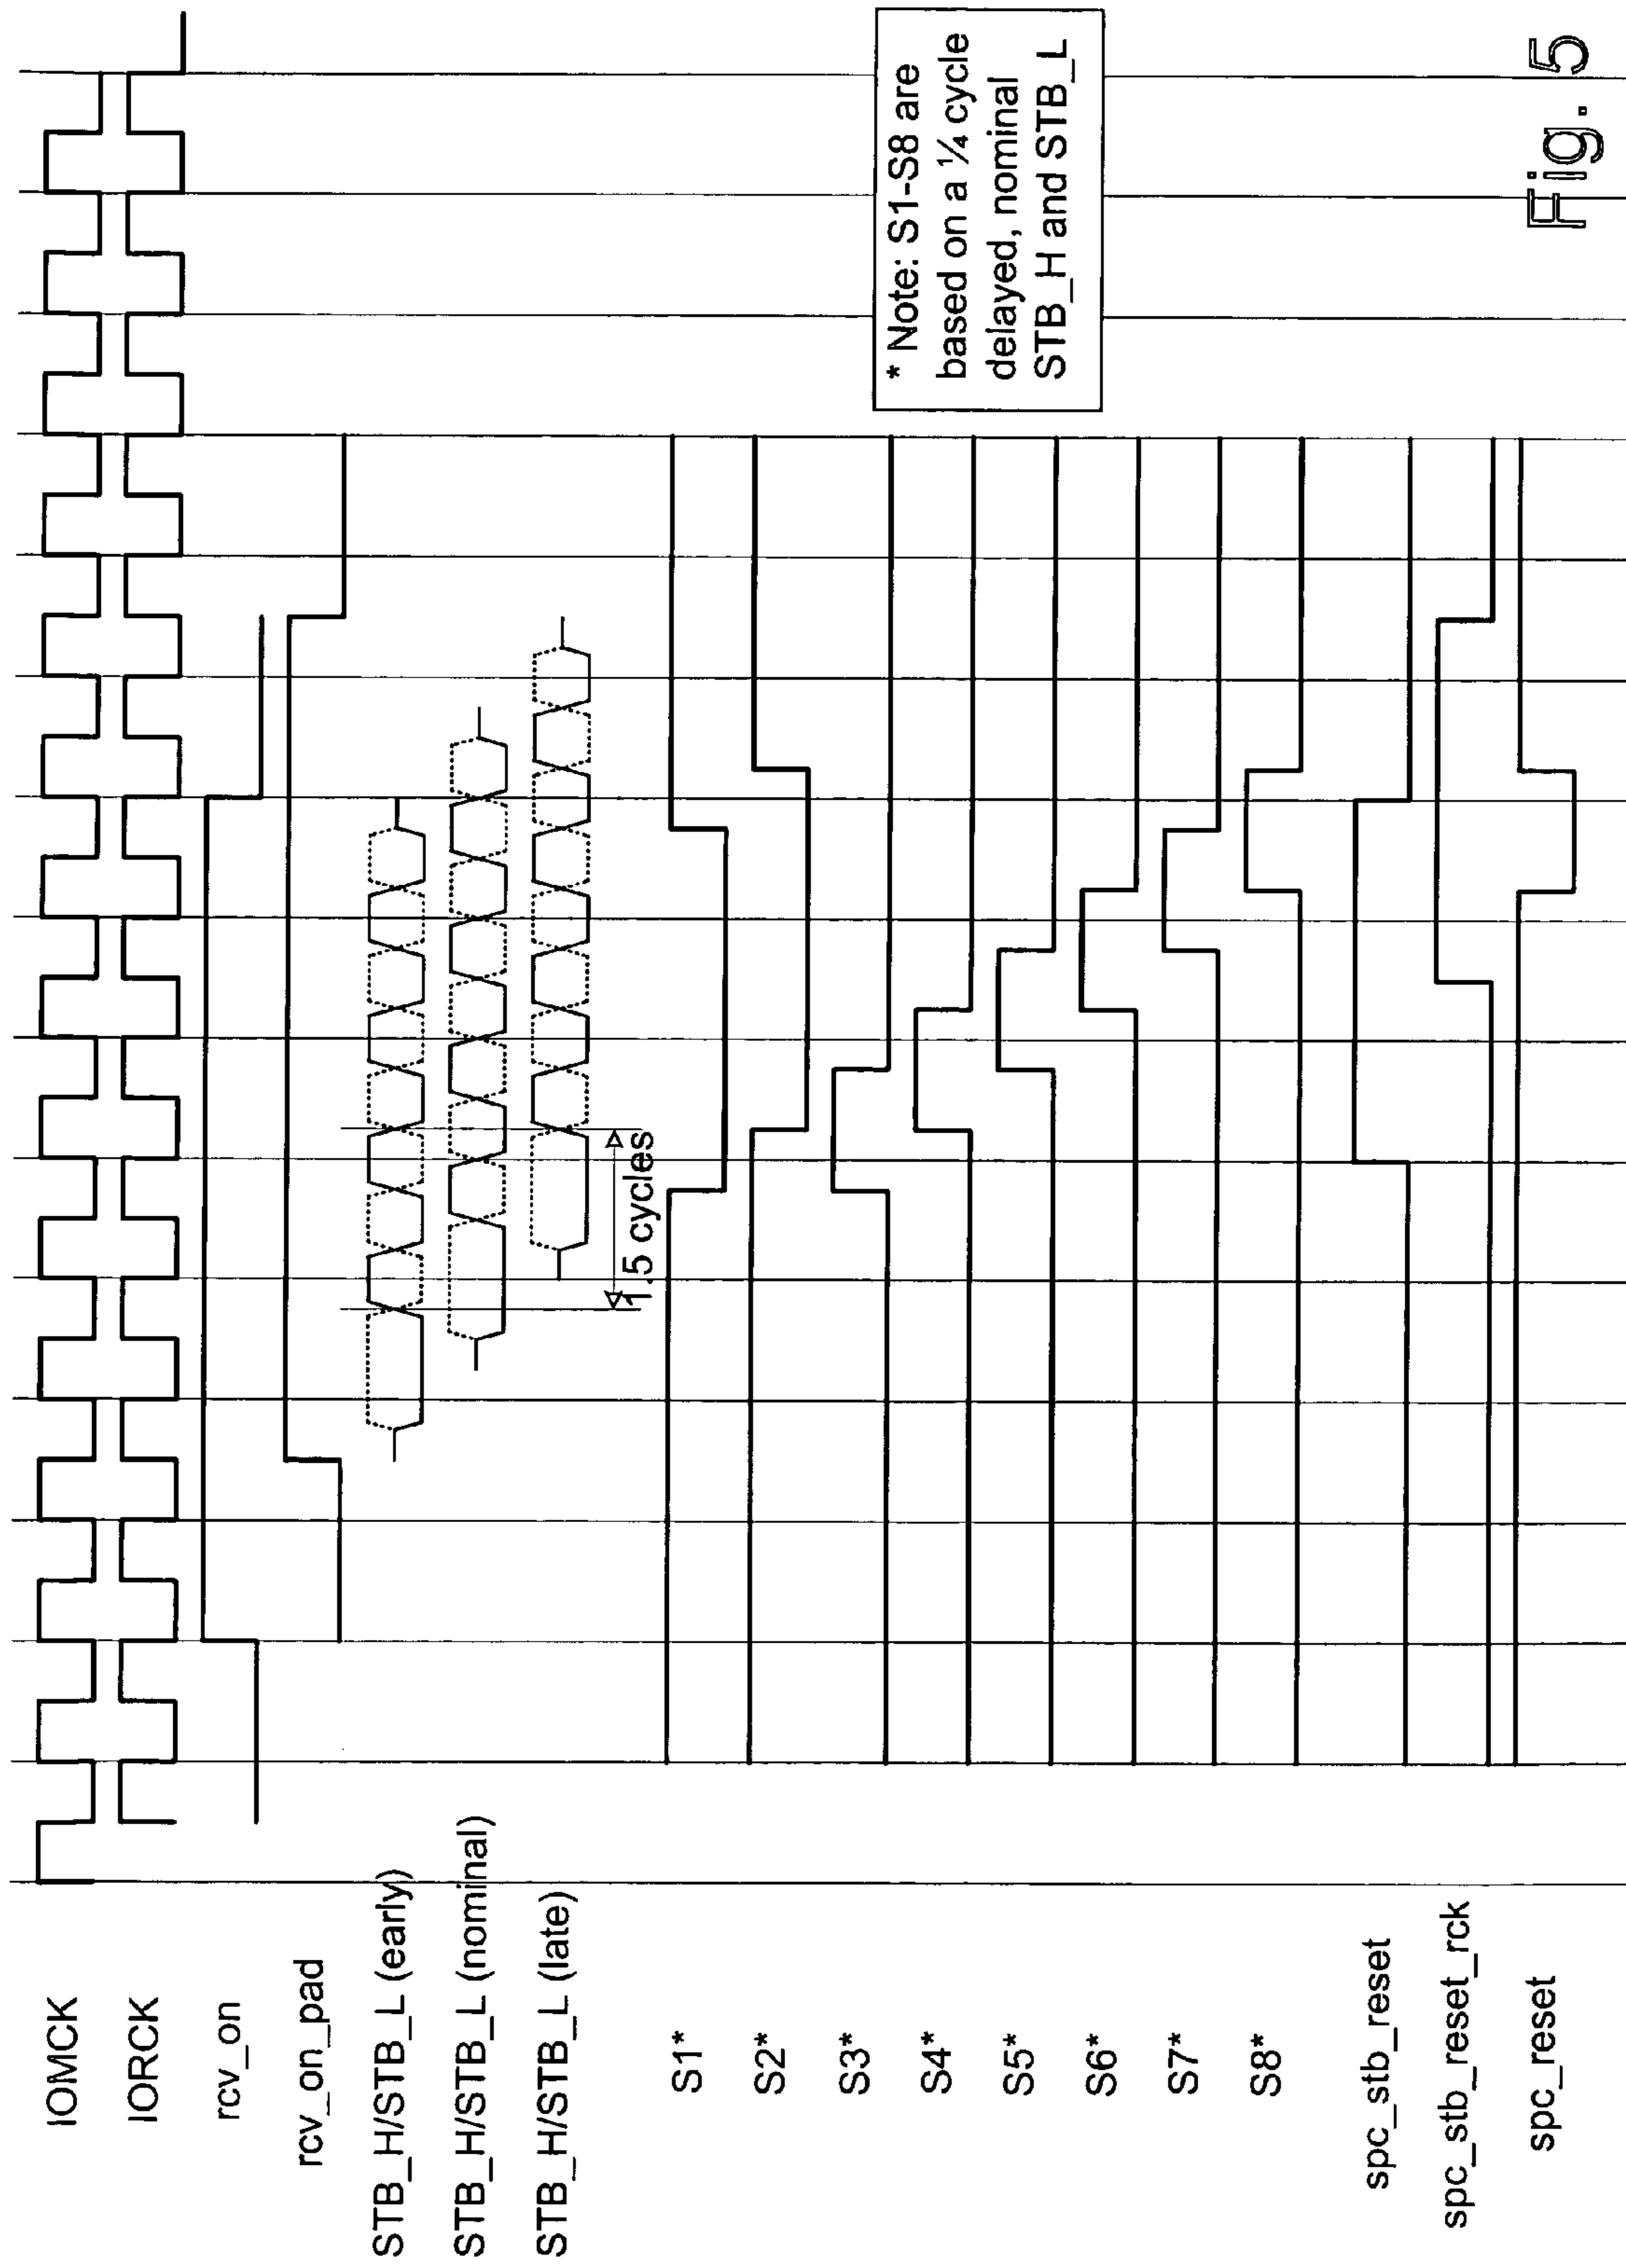 IOMCK
IORCK
rcv_on
rcv_on_pad
STB_H/STB_L (early)
STB_H/STB_L (nominal)
STB_H/STB_L (late)
1.5 cycles
S1*
S2*
S3*
S4*
S5*
S6*
S7*
S8*
spc_stb_reset
spc_stb_reset_rck
spc_reset
* Note: S1-S8 are
based on a ¼ cycle
delayed, nominal
STB_H and STB_L
Fig. 5